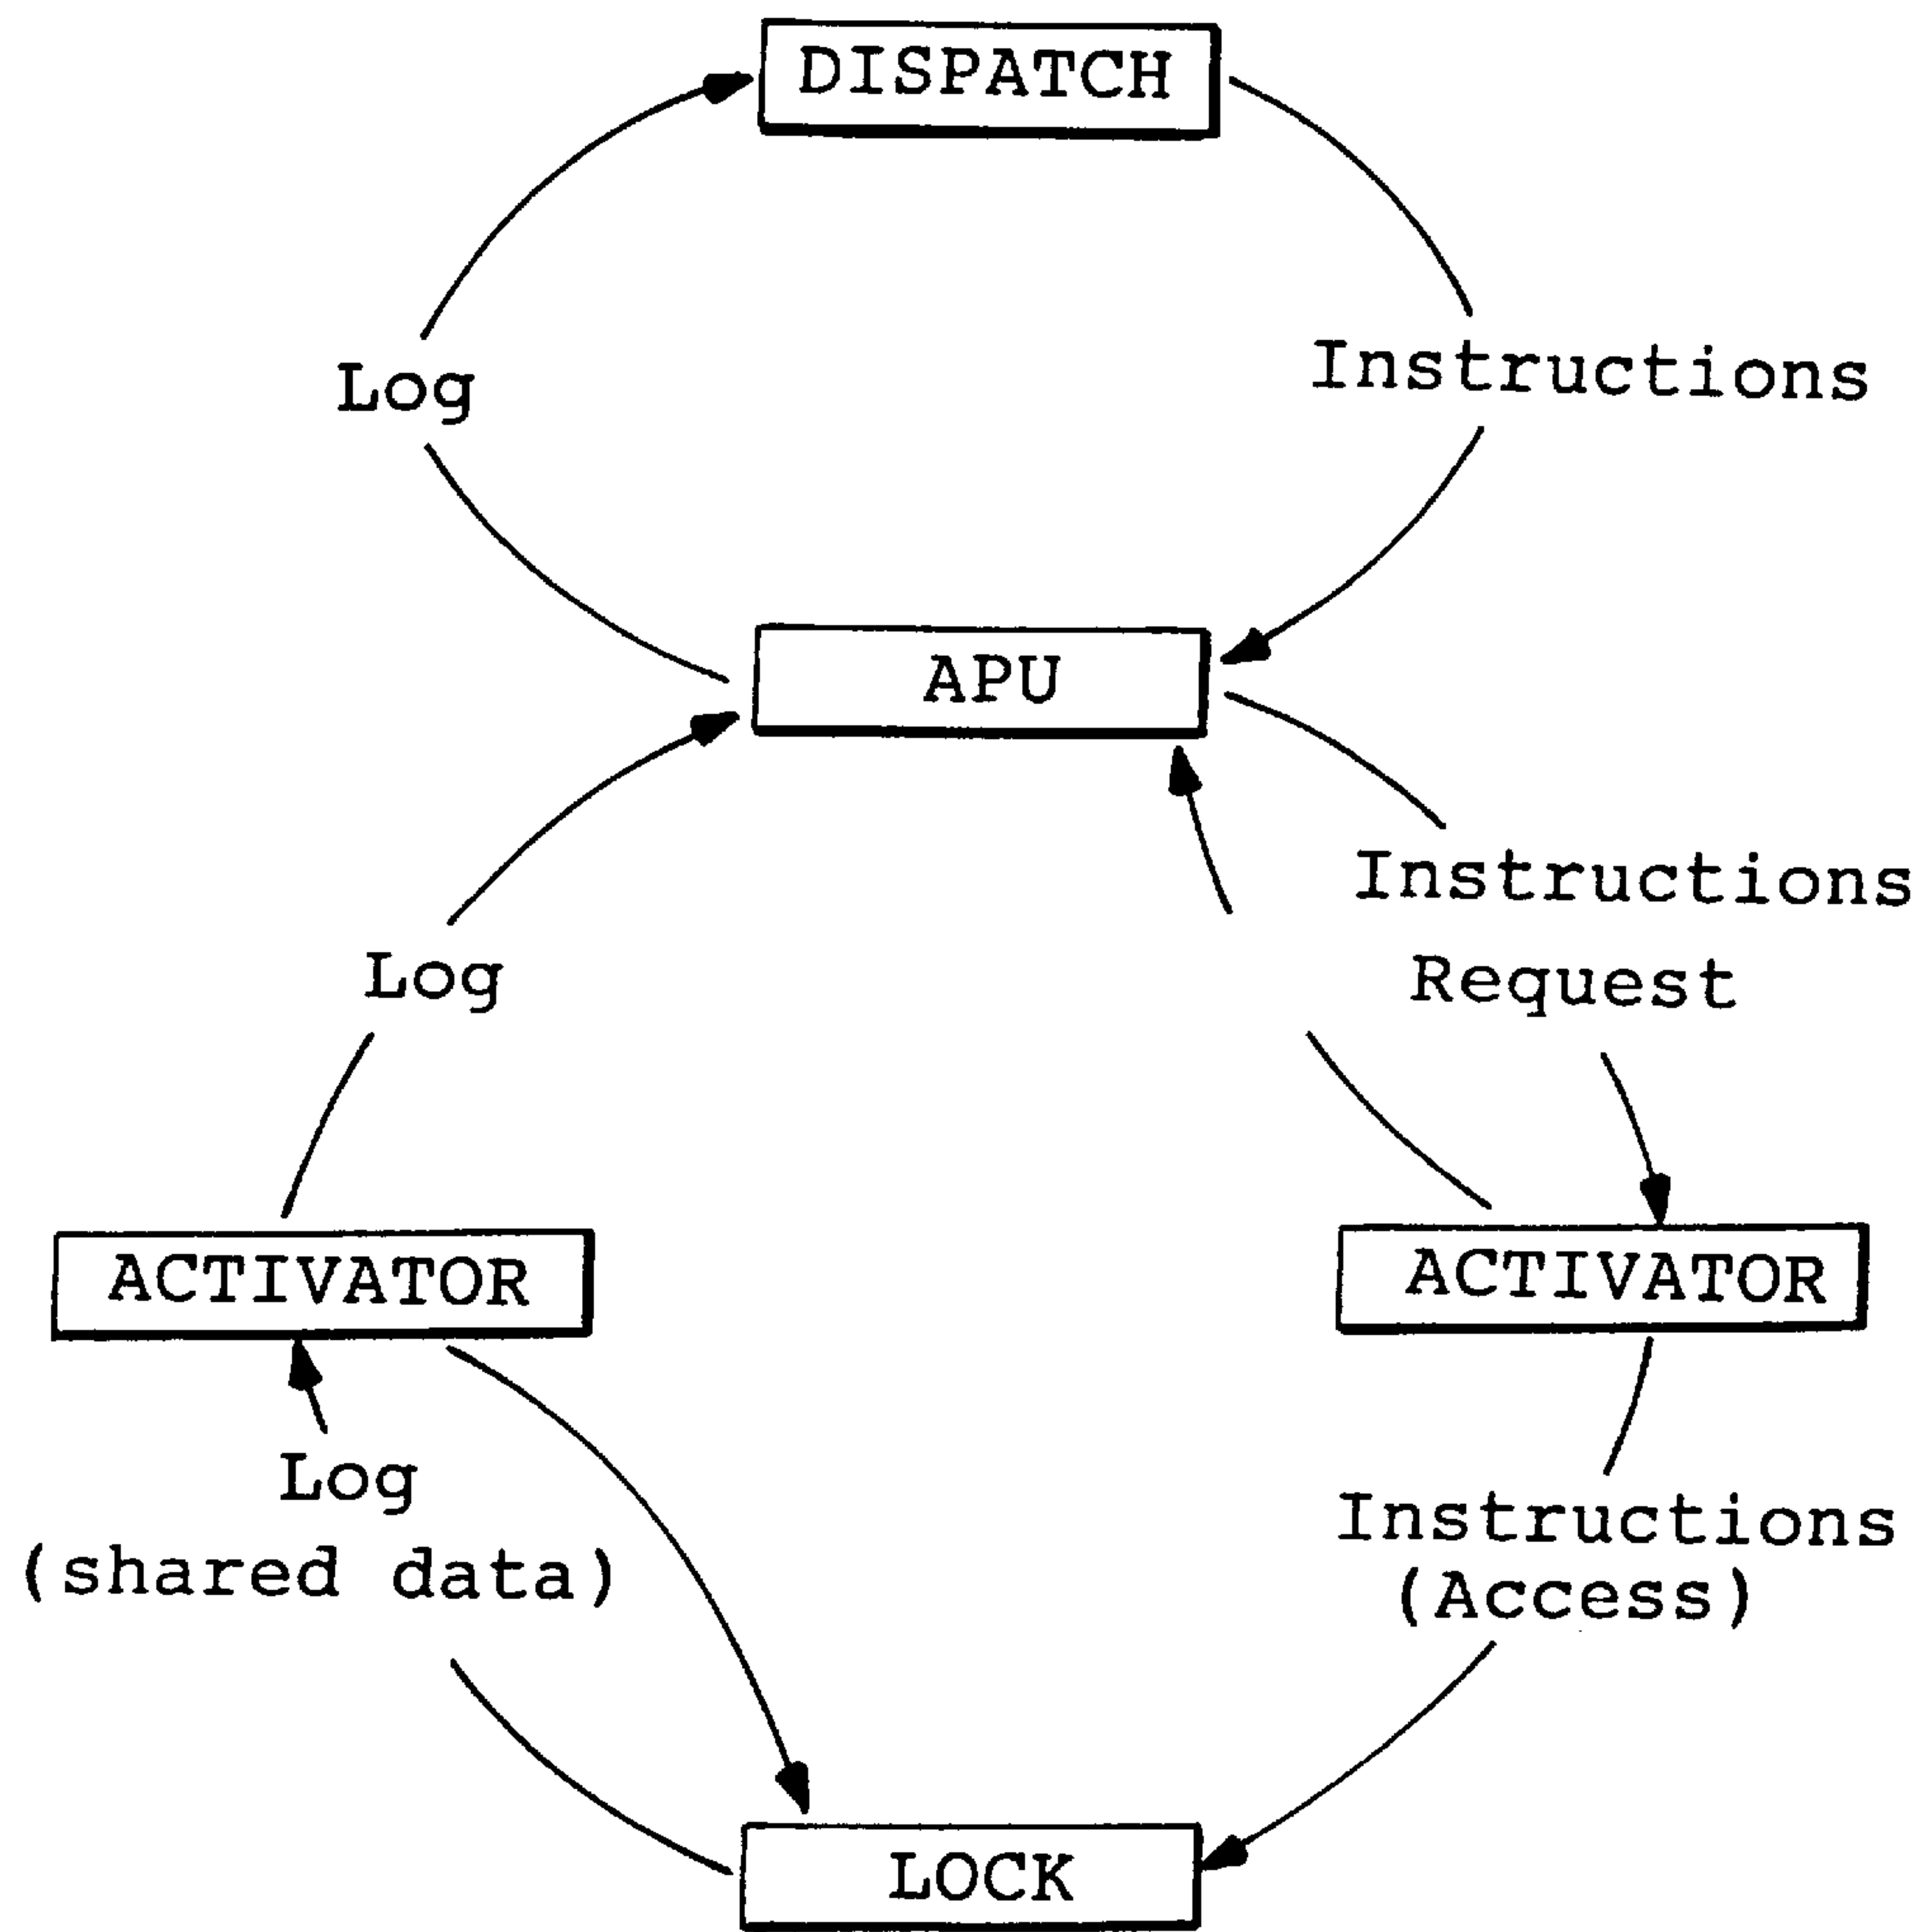 DISPATCH
Log
Instructions
APU
Instructions
Log
Request
ACTIVATOR
ACTIVATOR
Log
(shared data)
Instructions
(Access)
LOCK